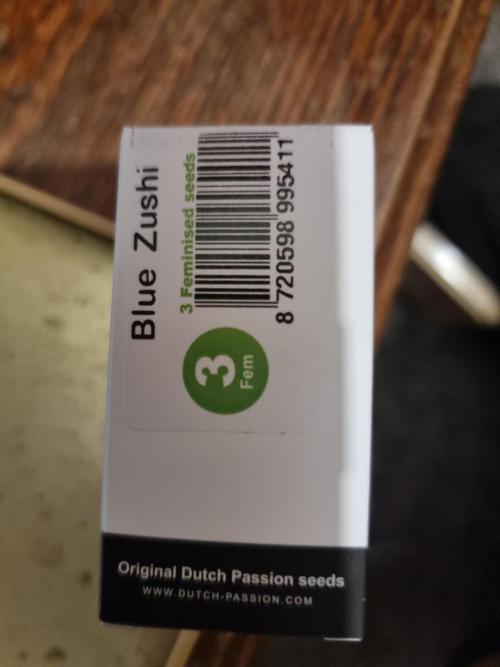 Blue Zushi
3 Feminised seeds
8 720598 995411
3
Fem
Original Dutch Passion seeds
WWW.DUTCH-PASSION.COM